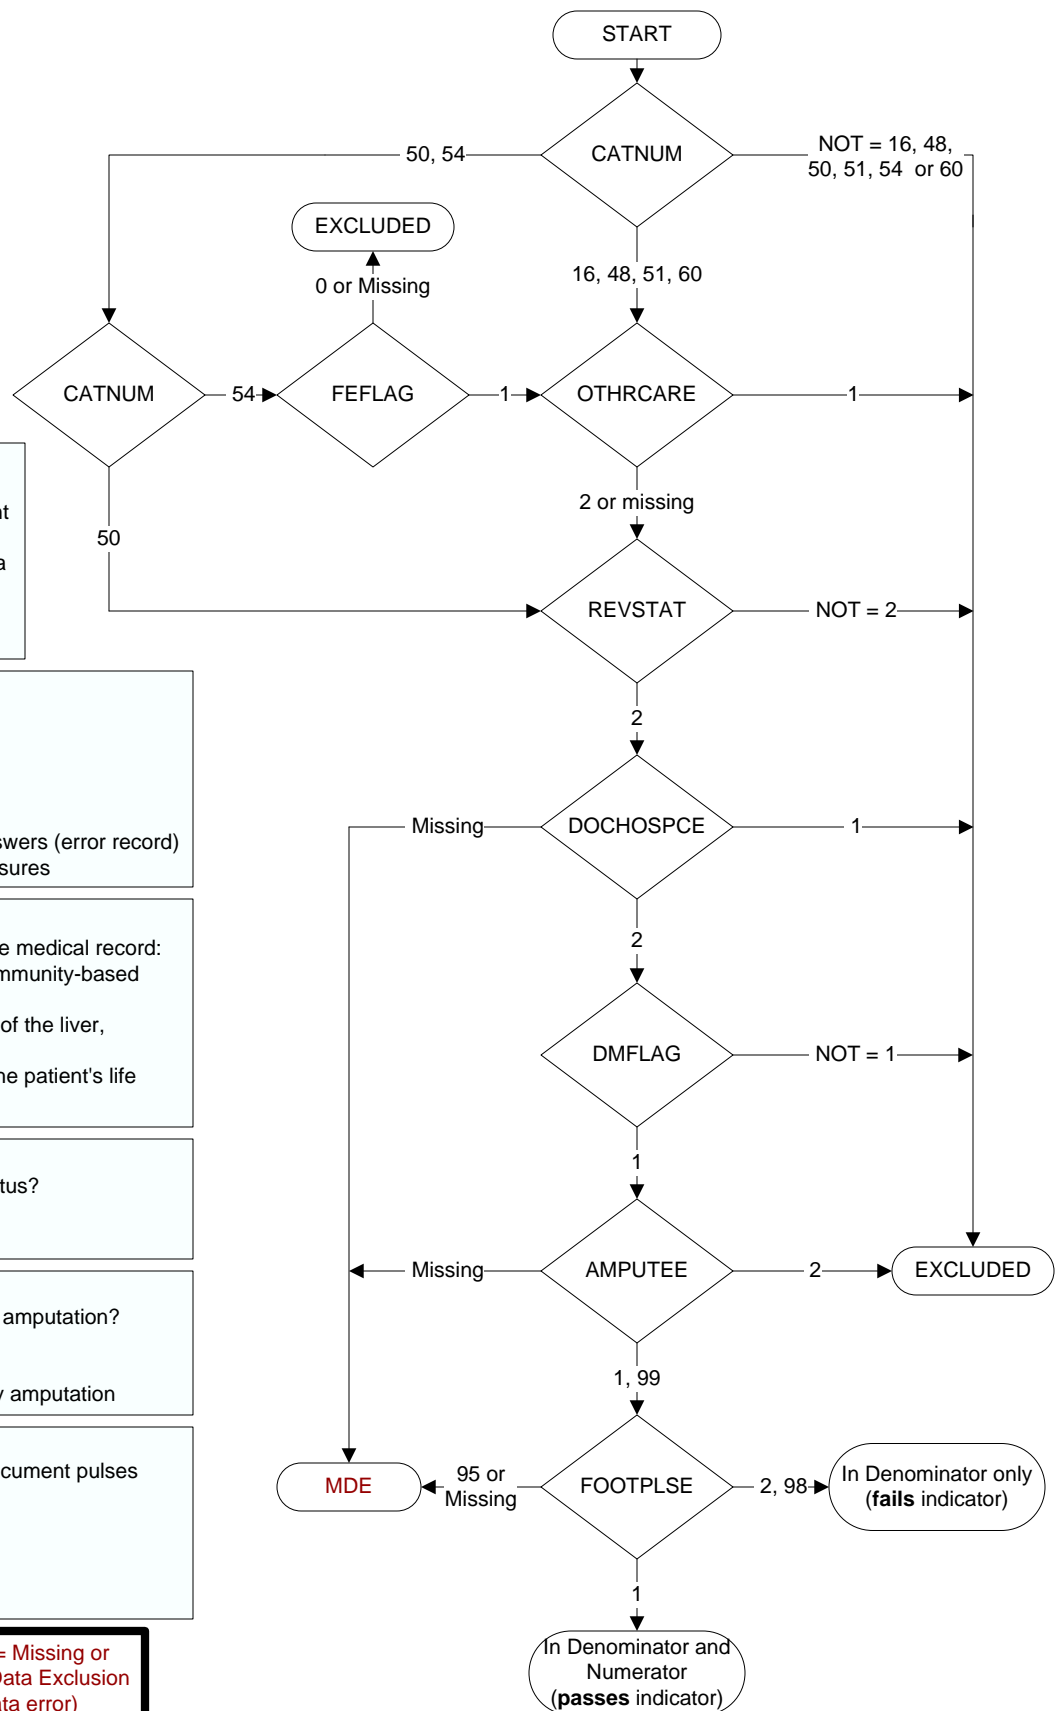 START
CATNUM
50, 54
NOT = 16, 48,
50, 51, 54 or 60
EXCLUDED
0 or Missing
16, 48, 51, 60
CATNUM
54
FEFLAG
1
OTHRCARE
1
2 or missing
50
REVSTAT
NOT = 2
2
Missing
DOCHOSPCE
1
2
DMFLAG
NOT = 1
1
Missing
AMPUTEE
2
EXCLUDED
1, 99
MDE
95 or
Missing
FOOTPLSE
2, 98
In Denominator only
(fails indicator)
1
In Denominator and
Numerator
(passes indicator)
swers (error record)
sures
e medical record:
mmunity-based
of the liver,
he patient's life
tus?
amputation?
y amputation
cument pulses
= Missing or
Data Exclusion
ata error)